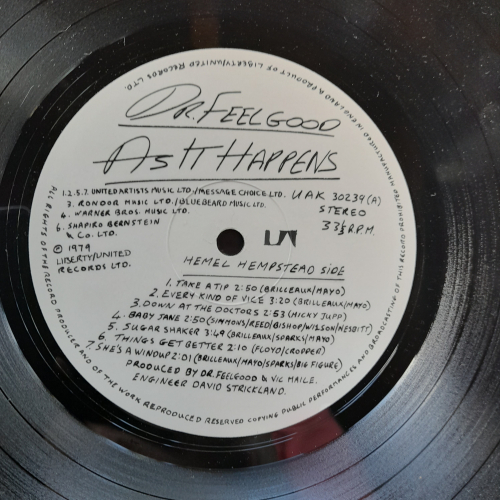 DR. FEELGOOD
AS IT HAPPENS
1.2.5.7. UNITED ARTISTS MUSIC LTD./MESSAGE CHOICE LTD.
3. RONDOR MUSIC LTD./BLUEBEARD MUSIC LTD.
4. WARNER BROS. MUSIC LTD.
6. SHAPIRO BERNSTEIN
& CO. LTD.
UAK 30239 (A)
STEREO
33⅓ R.P.M.
© 1979
LIBERTY/UNITED
RECORDS LTD.
UA
HEMEL HEMPSTEAD SIDE
1. TAKE A TIP 2:50 (BRILLEAUX/MAYO)
2. EVERY KIND OF VICE 3:20 (BRILLEAUX/MAYO)
3. DOWN AT THE DOCTORS 2:53 (MICKY JUPP)
4. BABY JANE 2:50 (SIMMONS/REED/BISHOP/WILSON/NESBITT)
5. SUGAR SHAKER 3:49 (BRILLEAUX/SPARKS/MAYO)
6. THINGS GET BETTER 2:10 (FLOYD/CROPPER)
7. SHE'S A WINDUP 2:01 (BRILLEAUX/MAYO/SPARKS/BIG FIGURE)
PRODUCED BY DR. FEELGOOD & VIC MAILE.
ENGINEER DAVID STRICKLAND.
ALL RIGHTS OF THE RECORD PRODUCER AND OF THE WORK REPRODUCED RESERVED COPYING PUBLIC PERFORMANCES AND BROADCASTING OF THIS RECORD PROHIBITED MANUFACTURED IN ENGLAND A PRODUCT OF LIBERTY/UNITED RECORDS LTD.